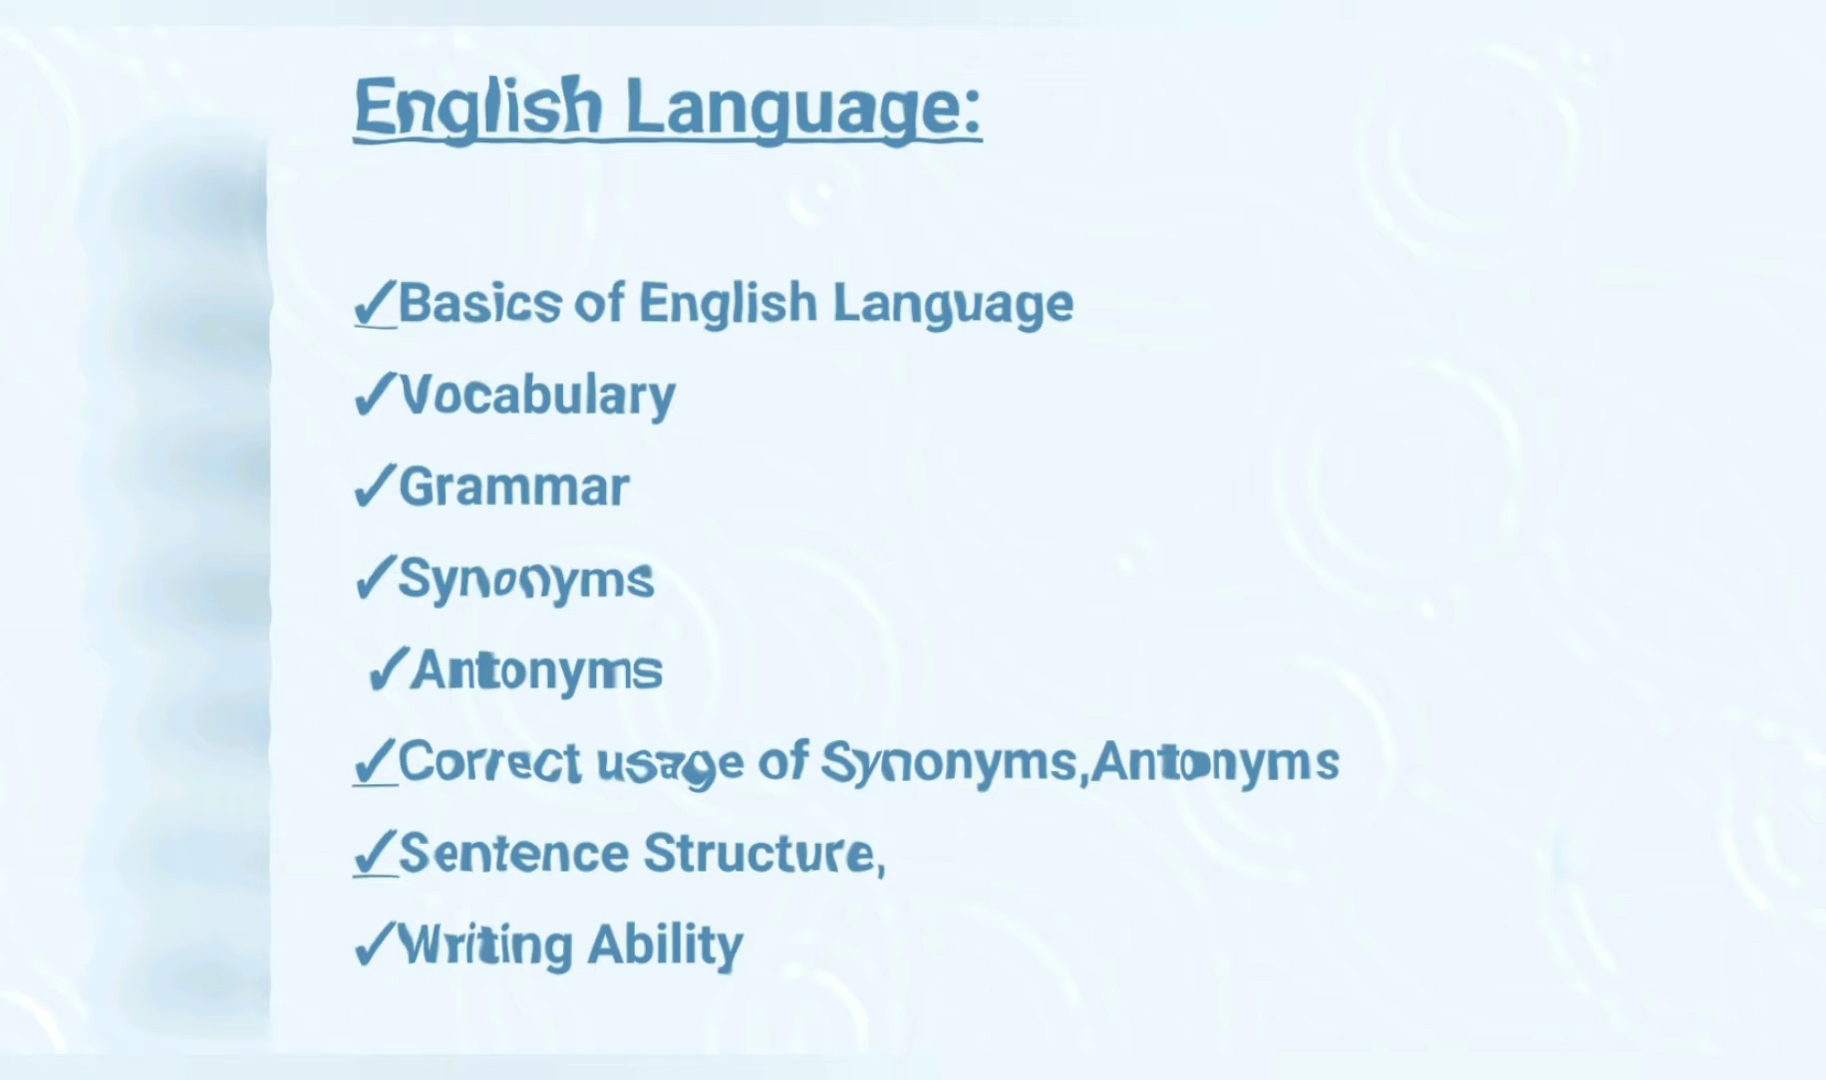 English Language:
✓Basics of English Language
✓Vocabulary
✓Grammar
✓Synonyms
✓Antonyms
✓Correct usage of Synonyms,Antonyms
✓Sentence Structure,
✓Writing Ability